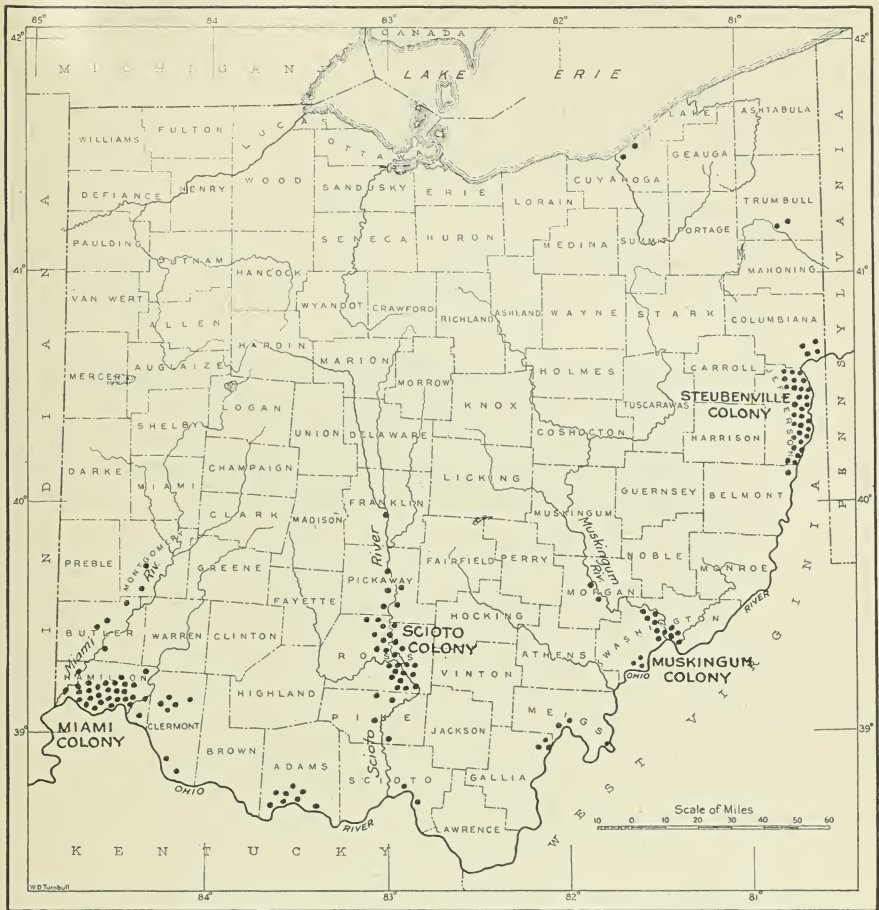 85°
84
83°
82
81
CANADA
42°
42°
MICHIGAN
LAKE ERIE
WILLIAMS
FULTON
LUCAS
OTTAWA
LAKE
ASHTABULA
GEAUGA
DEFIANCE
HENRY
WOOD
SANDUSKY
ERIE
LORAIN
CUYAHOGA
TRUMBULL
PAULDING
PUTNAM
SENECA
HURON
MEDINA
SUMMIT
PORTAGE
41°
41°
MAHONING
HANCOCK
VAN WERT
ALLEN
WYANDOT
CRAWFORD
RICHLAND
ASHLAND
WAYNE
STARK
COLUMBIANA
MERCER
AUGLAIZE
HARDIN
MARION
MORROW
HOLMES
CARROLL
JEFFERSON
STEUBENVILLE
COLONY
LOGAN
KNOX
TUSCARAWAS
SHELBY
UNION
DELAWARE
COSHOCTON
HARRISON
DARKE
MIAMI
CHAMPAIGN
LICKING
GUERNSEY
BELMONT
40°
40°
CLARK
MADISON
FRANKLIN
MUSKINGUM
PENNSYLVANIA
INDIANA
PREBLE
MONTGOMERY
Riv.
GREENE
River
FAIRFIELD
PERRY
Muskingum
Riv.
NOBLE
MONROE
PICKAWAY
MORGAN
FAYETTE
HOCKING
WASHINGTON
RIVER
BUTLER
WARREN
CLINTON
SCIOTO
COLONY
ROSS
ATHENS
Miami
VINTON
OHIO
MUSKINGUM
COLONY
HAMILTON
HIGHLAND
MEIGS
PIKE
39°
39°
MIAMI
COLONY
CLERMONT
JACKSON
BROWN
ADAMS
Scioto
SCIOTO
GALLIA
OHIO
RIVER
LAWRENCE
WEST VIRGINIA
Scale of Miles
10 0 10 20 30 40 50 60
KENTUCKY
W D Turnbull
84°
83°
82
81